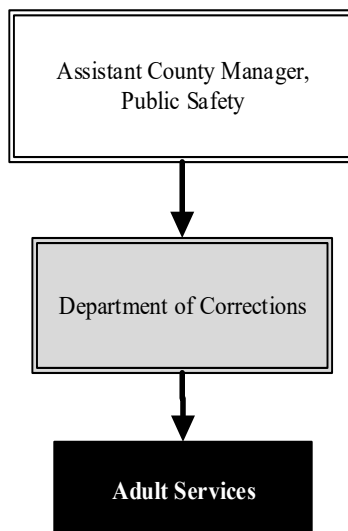 Assistant County Manager,
Public Safety
Department of Corrections
Adult Services